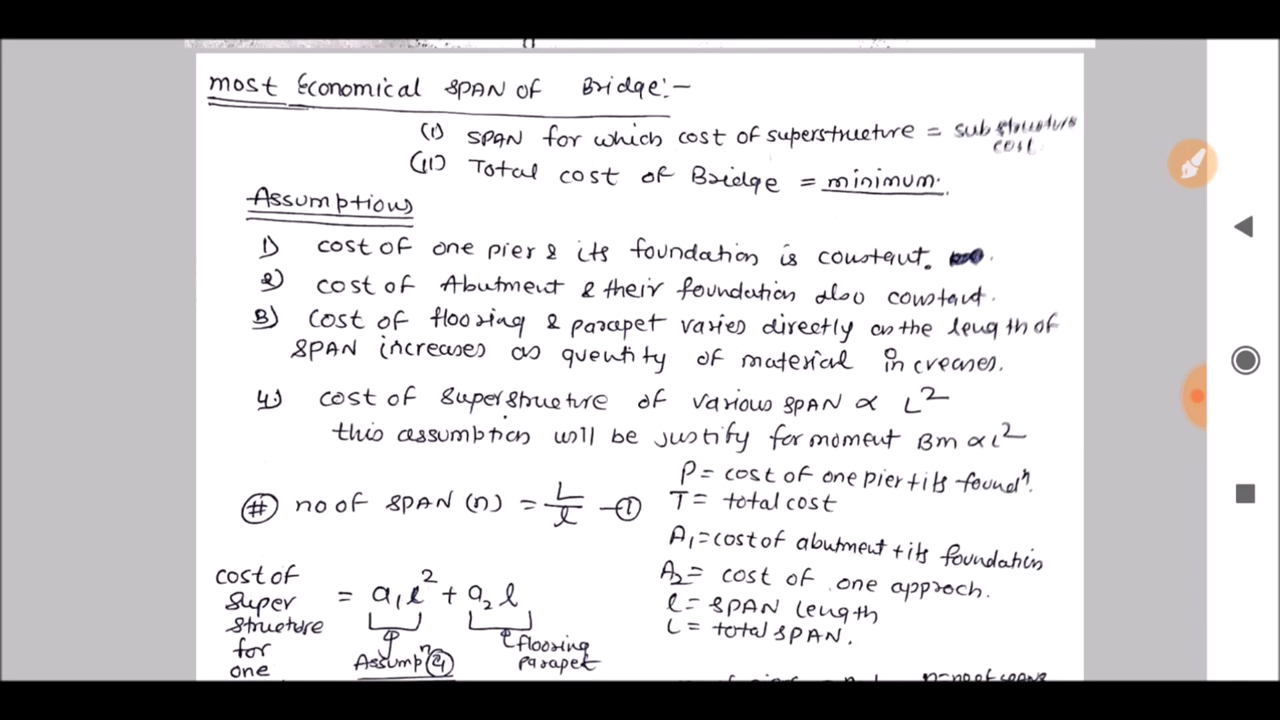 most Economical SPAN of Bridge:-
(i) SPAN for which cost of superstructure = substructure cost
(ii) Total cost of Bridge = minimum.
Assumptions
1) cost of one pier & its foundation is constant.
2) cost of Abutment & their foundation also constant.
3) cost of flooring & parapet varies directly as the length of
SPAN increases as quentity of material increases.
4) cost of superstructure of various SPAN ∝ L²
this assumption will be justify for moment Bm ∝ l²
# no of SPAN (n) = L/l -①
P = cost of one pier + its foundⁿ.
T = total cost
A₁ = cost of abutment + its foundation
A₂ = cost of one approch.
l = SPAN length
L = total SPAN.
cost of
super
structure
for
one
= a₁l² + a₂l
Assumpⁿ ④
flooring
parapet